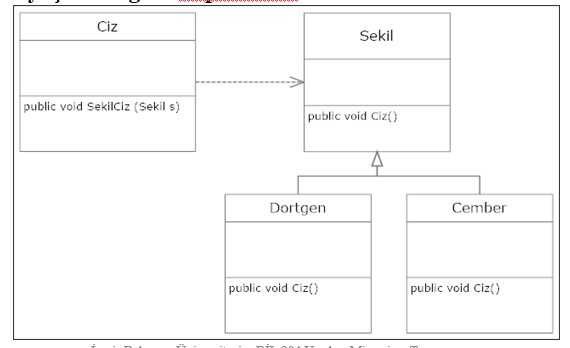 Ciz
public void SekilCiz (Sekil s)
Sekil
public void Ciz()
Dortgen
public void Ciz()
Cember
public void Ciz()